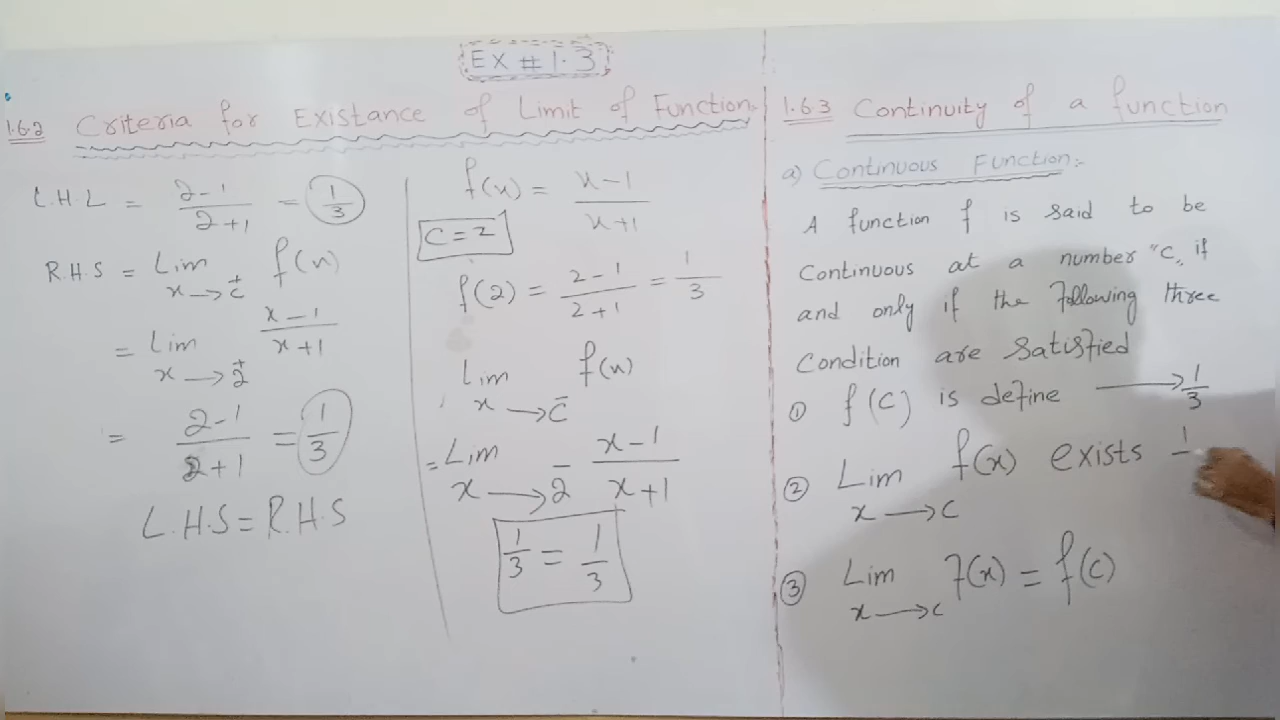 EX # 1.3
1.6.2 Criteria for Existance of Limit of Function:-
L.H.L = 2-1/2+1 = 1/3
R.H.S = Lim x→c⁺ f(x)
= Lim x→2⁺ x-1/x+1
= 2-1/2+1 = 1/3
L.H.S = R.H.S
f(x) = x-1/x+1
C = 2
f(2) = 2-1/2+1 = 1/3
Lim x→c⁻ f(x)
= Lim x→2⁻ x-1/x+1
1/3 = 1/3
1.6.3 Continuity of a function
a) Continuous Function:-
A function f is said to be
Continuous at a number "C" if
and only if the following three
Condition are satisfied
① f(C) is define → 1/3
② Lim x→c f(x) exists 1
③ Lim x→c f(x) = f(c)